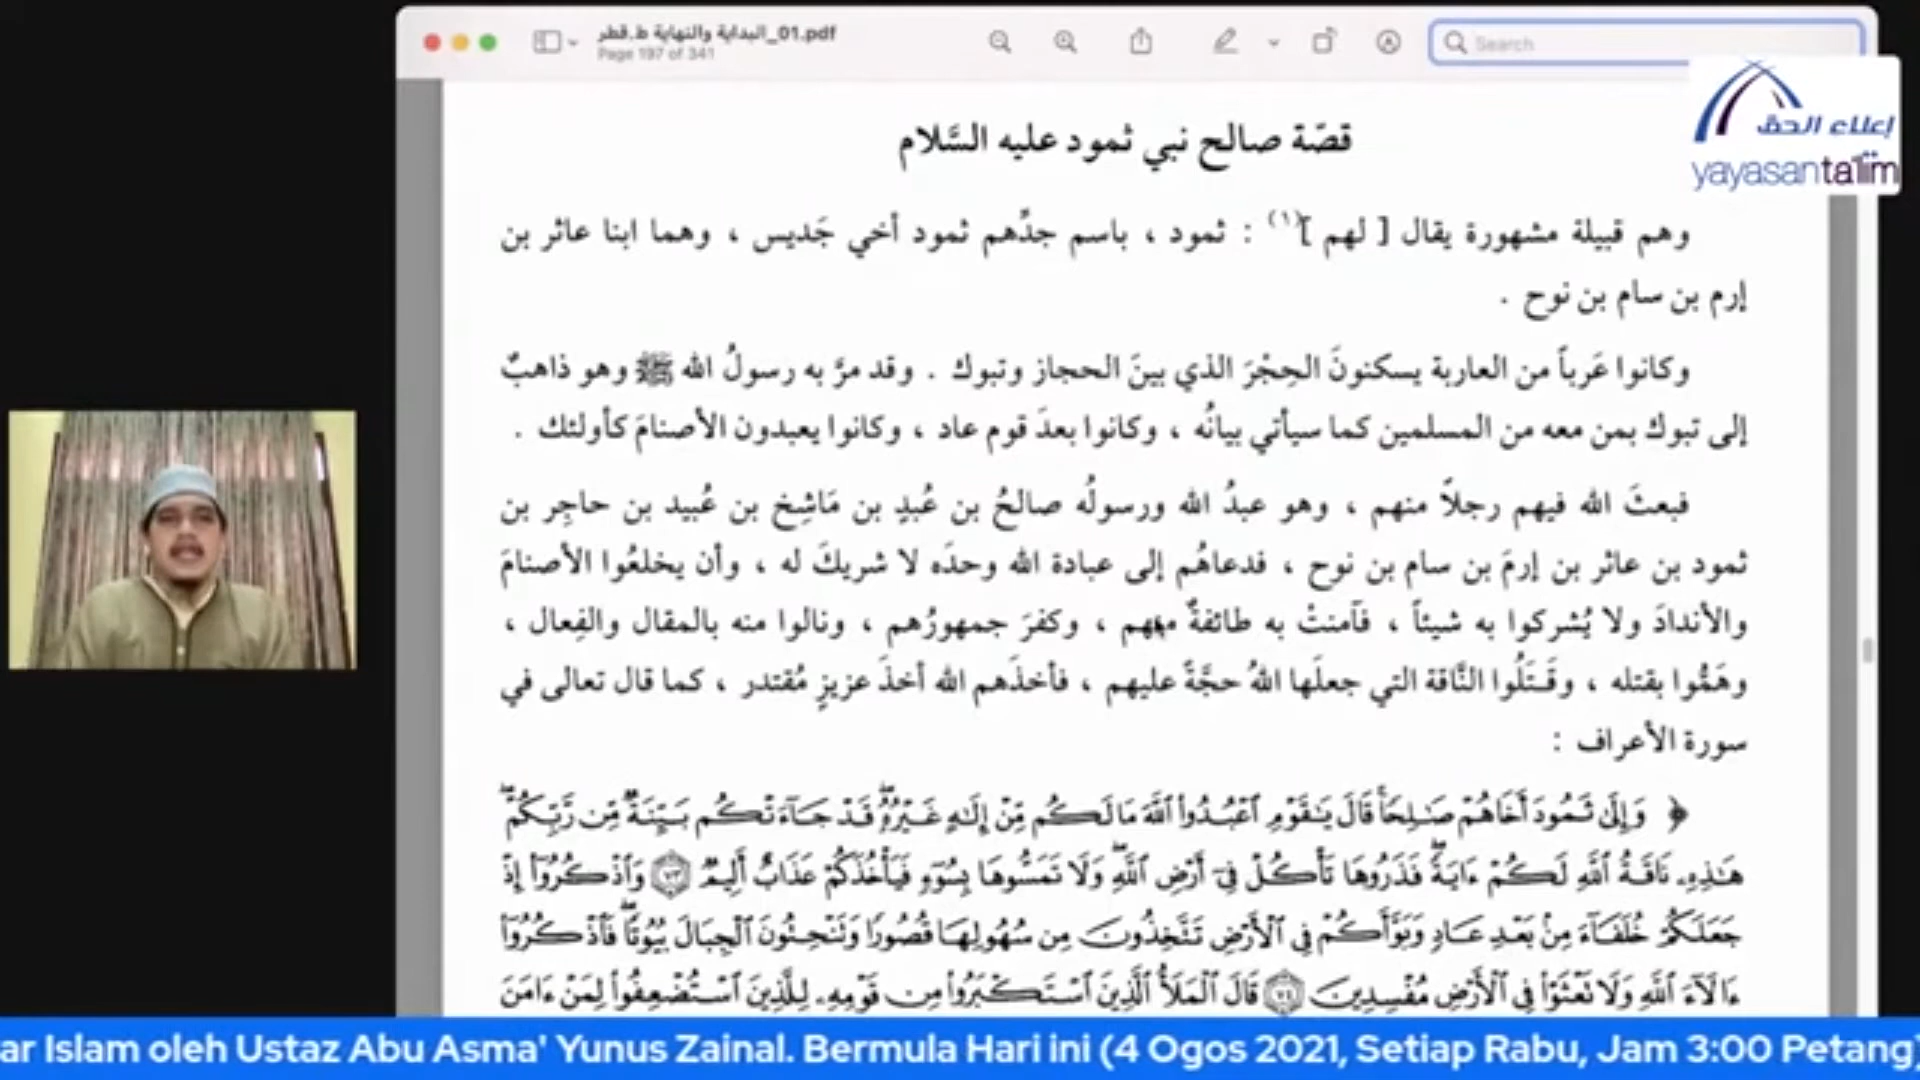 البداية والنهاية ط.قطر_01.pdf
Page 197 of 341
Search
إعلاء الحق
yayasanta'lim
قصّة صالح نبي ثمود عليه السَّلام
وهم قبيلة مشهورة يقال [ لهم ](١) : ثمود ، باسم جدِّهم ثمود أخي جَديس ، وهما ابنا عاثر بن
إرم بن سام بن نوح .
وكانوا عَرباً من العاربة يسكنونَ الحِجْرَ الذي بينَ الحجاز وتبوك . وقد مرَّ به رسولُ الله ﷺ وهو ذاهبٌ
إلى تبوك بمن معه من المسلمين كما سيأتي بيانُه ، وكانوا بعدَ قوم عاد ، وكانوا يعبدون الأصنامَ كأولئك .
فبعثَ الله فيهم رجلاً منهم ، وهو عبدُ الله ورسولُه صالحُ بن عُبدِ بن مَاشِخ بن عُبيد بن حاجِر بن
ثمود بن عاثر بن إرمَ بن سام بن نوح ، فدعاهُم إلى عبادة الله وحدَه لا شريكَ له ، وأن يخلعُوا الأصنامَ
والأندادَ ولا يُشركوا به شيئاً ، فآمنتْ به طائفةٌ منهم ، وكفرَ جمهورُهم ، ونالوا منه بالمقال والفِعال ،
وهَمُّوا بقتله ، وقَتَلُوا النَّاقة التي جعلَها اللهُ حجَّةً عليهم ، فأخذَهم الله أخذَ عزيزٍ مُقتدر ، كما قال تعالى في
سورة الأعراف :
﴿ وَإِلَىٰ ثَمُودَ أَخَاهُمْ صَٰلِحًا قَالَ يَٰقَوْمِ ٱعْبُدُوا۟ ٱللَّهَ مَا لَكُم مِّنْ إِلَٰهٍ غَيْرُهُۥ قَدْ جَآءَتْكُم بَيِّنَةٌ مِّن رَّبِّكُمْ
هَٰذِهِۦ نَاقَةُ ٱللَّهِ لَكُمْ ءَايَةً فَذَرُوهَا تَأْكُلْ فِىٓ أَرْضِ ٱللَّهِ وَلَا تَمَسُّوهَا بِسُوٓءٍ فَيَأْخُذَكُمْ عَذَابٌ أَلِيمٌ ٧٣ وَٱذْكُرُوٓا۟ إِذْ
جَعَلَكُمْ خُلَفَآءَ مِنۢ بَعْدِ عَادٍ وَبَوَّأَكُمْ فِى ٱلْأَرْضِ تَتَّخِذُونَ مِن سُهُولِهَا قُصُورًا وَتَنْحِتُونَ ٱلْجِبَالَ بُيُوتًا فَٱذْكُرُوٓا۟
ءَالَآءَ ٱللَّهِ وَلَا تَعْثَوْا۟ فِى ٱلْأَرْضِ مُفْسِدِينَ ٧٤ قَالَ ٱلْمَلَأُ ٱلَّذِينَ ٱسْتَكْبَرُوا۟ مِن قَوْمِهِۦ لِلَّذِينَ ٱسْتُضْعِفُوا۟ لِمَنْ ءَامَنَ
ar Islam oleh Ustaz Abu Asma' Yunus Zainal. Bermula Hari ini (4 Ogos 2021, Setiap Rabu, Jam 3:00 Petang)